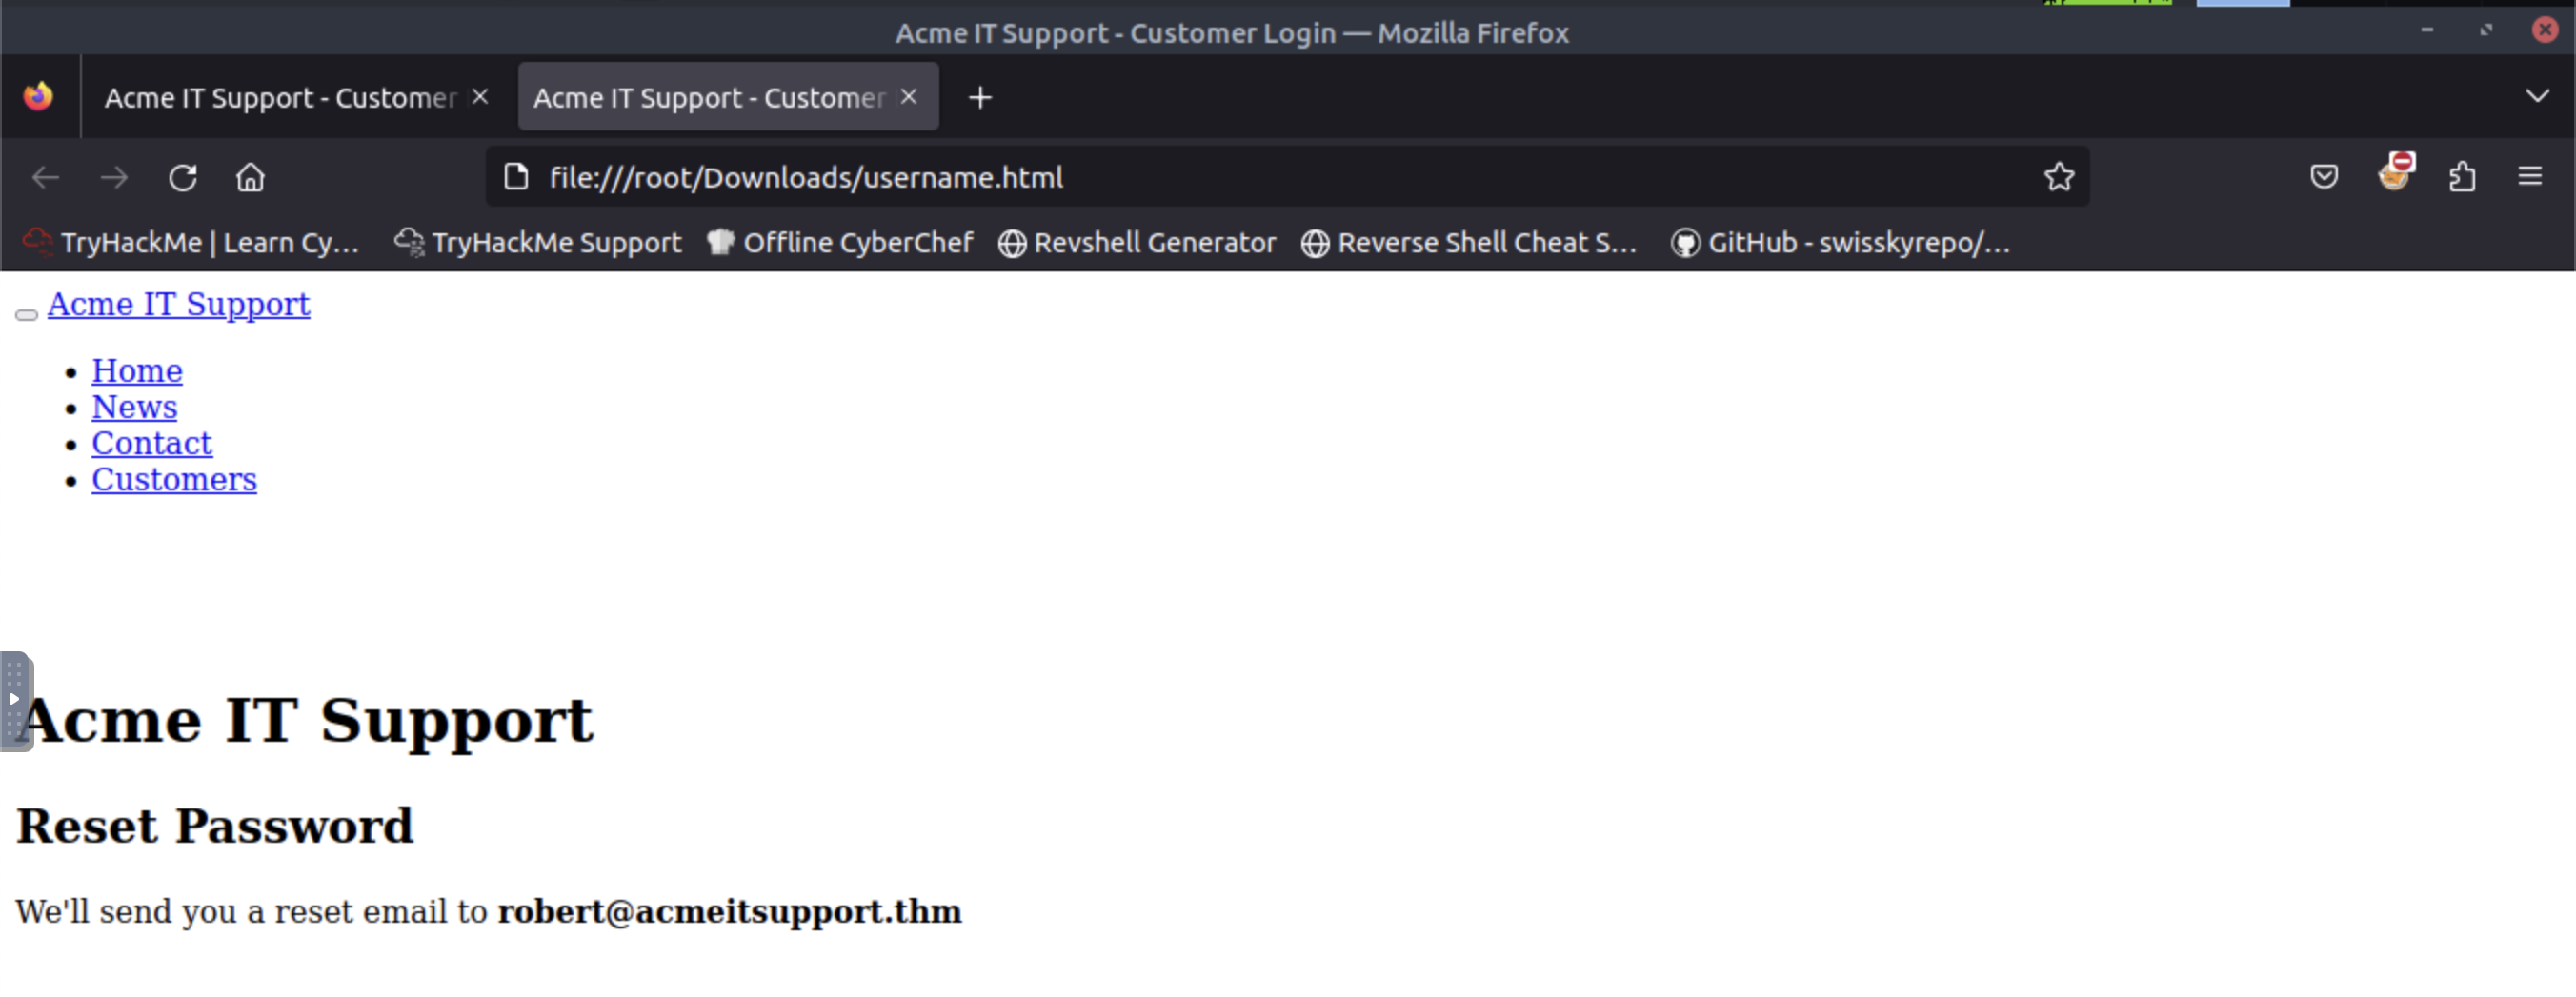 Acme IT Support - Customer Login — Mozilla Firefox
Acme IT Support - Customer
Acme IT Support - Customer
file:///root/Downloads/username.html
TryHackMe | Learn Cy... TryHackMe Support Offline CyberChef Revshell Generator Reverse Shell Cheat S... GitHub - swisskyrepo/...
Acme IT Support
Home
News
Contact
Customers
Acme IT Support
Reset Password
We'll send you a reset email to robert@acmeitsupport.thm